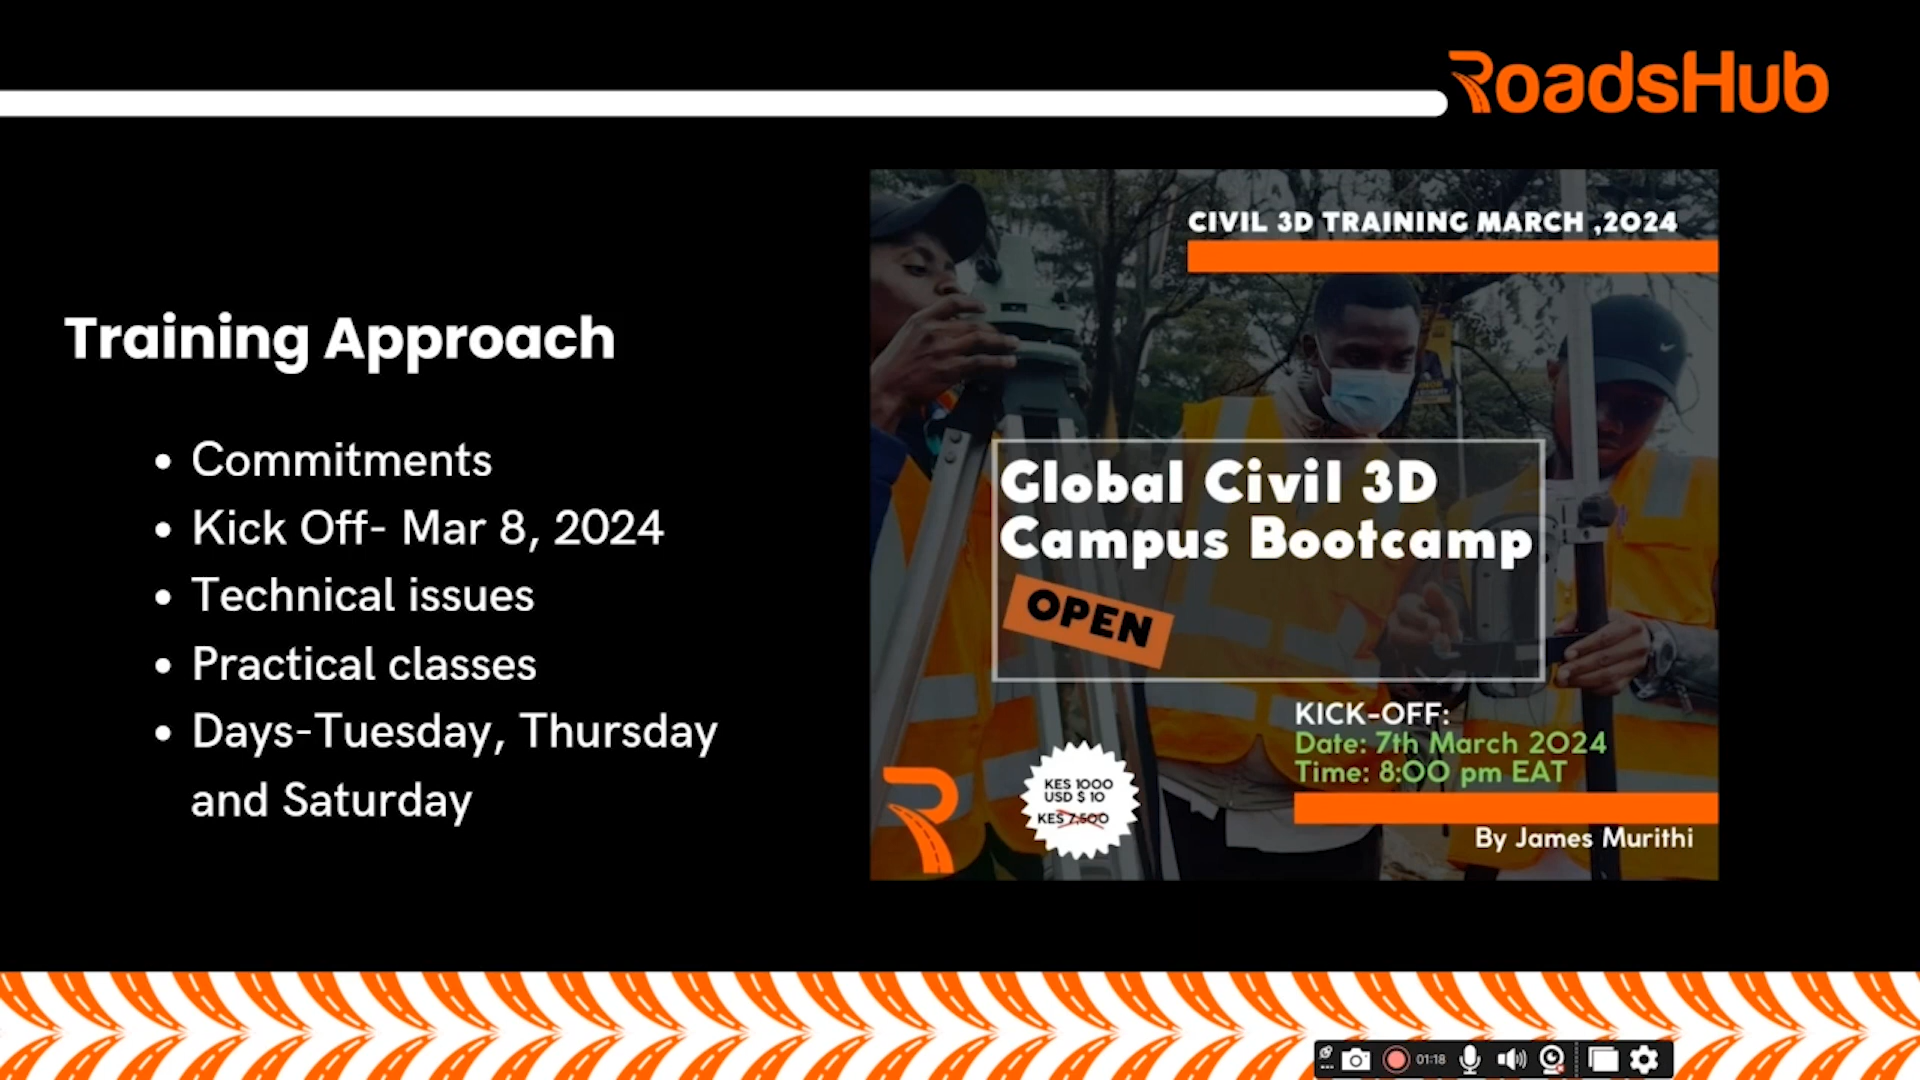 RoadsHub
Training Approach
• Commitments
• Kick Off- Mar 8, 2024
• Technical issues
• Practical classes
• Days-Tuesday, Thursday
and Saturday
CIVIL 3D TRAINING MARCH ,2024
Global Civil 3D
Campus Bootcamp
OPEN
KICK-OFF:
Date: 7th March 2024
Time: 8:00 pm EAT
KES 1000
USD $ 10
KES 7,500
By James Murithi
01:18